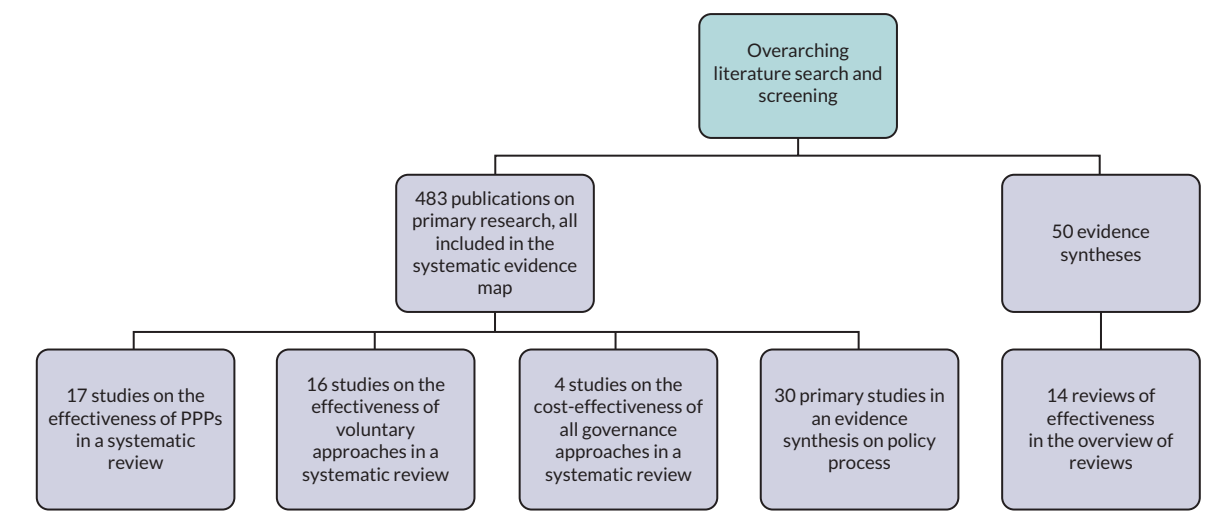 Overarching
literature search and
screening
483 publications on
primary research, all
included in the
systematic evidence
map
50 evidence
syntheses
17 studies on the
effectiveness of PPPs
in a systematic
review
16 studies on the
effectiveness of
voluntary
approaches in a
systematic review
4 studies on the
cost-effectiveness of
all governance
approaches in a
systematic review
30 primary studies in
an evidence
synthesis on policy
process
14 reviews of
effectiveness
in the overview of
reviews